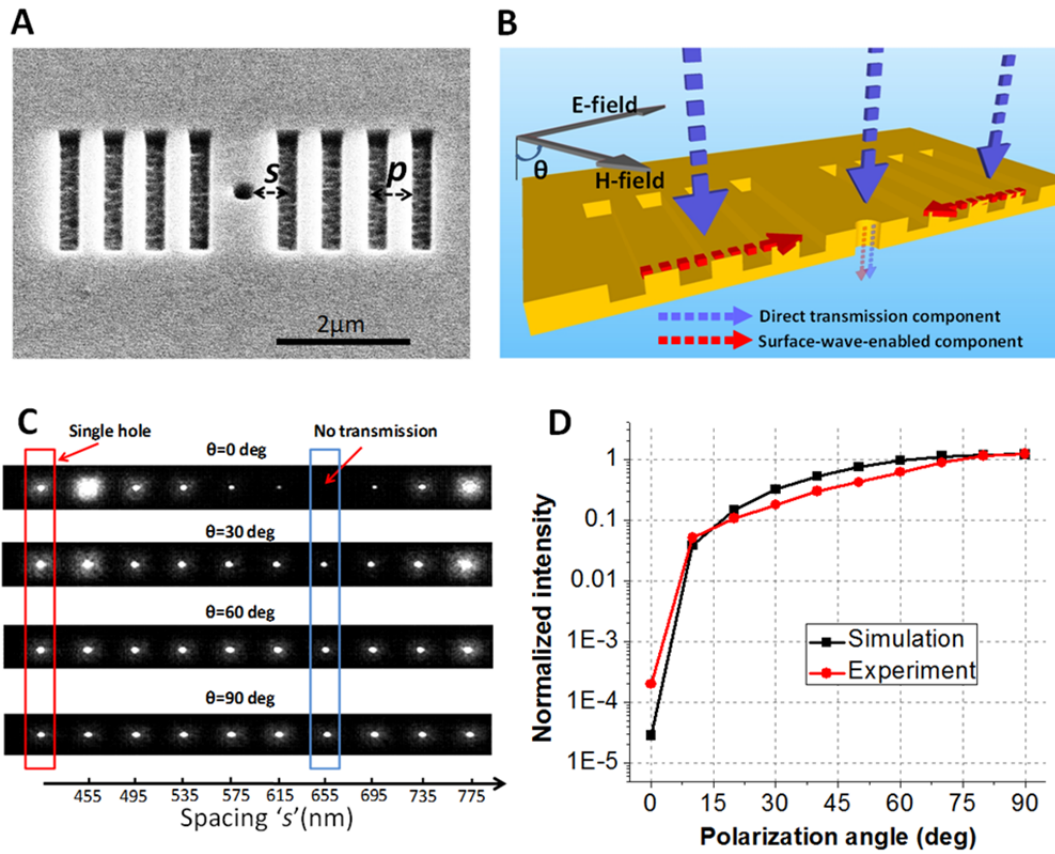 A
s
p
2μm
B
E-field
θ
H-field
Direct transmission component
Surface-wave-enabled component
C
Single hole
No transmission
θ=0 deg
θ=30 deg
θ=60 deg
θ=90 deg
455 495 535 575 615 655 695 735 775
Spacing ‘s’(nm)
D
Normalized intensity
1
0.1
0.01
1E-3
1E-4
1E-5
Simulation
Experiment
0 15 30 45 60 75 90
Polarization angle (deg)